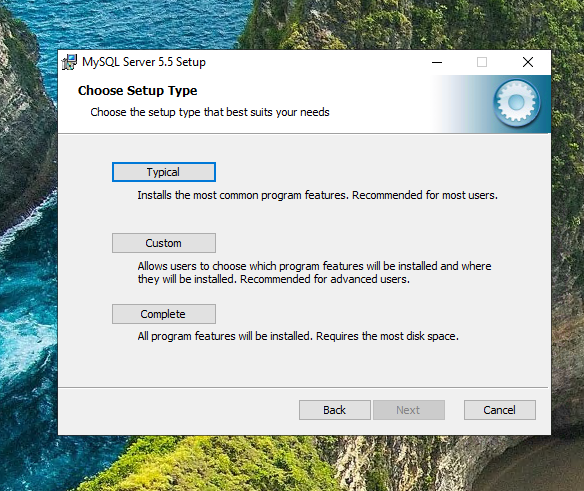 MySQL Server 5.5 Setup
Choose Setup Type
Choose the setup type that best suits your needs
Typical
Installs the most common program features. Recommended for most users.
Custom
Allows users to choose which program features will be installed and where
they will be installed. Recommended for advanced users.
Complete
All program features will be installed. Requires the most disk space.
Back
Next
Cancel